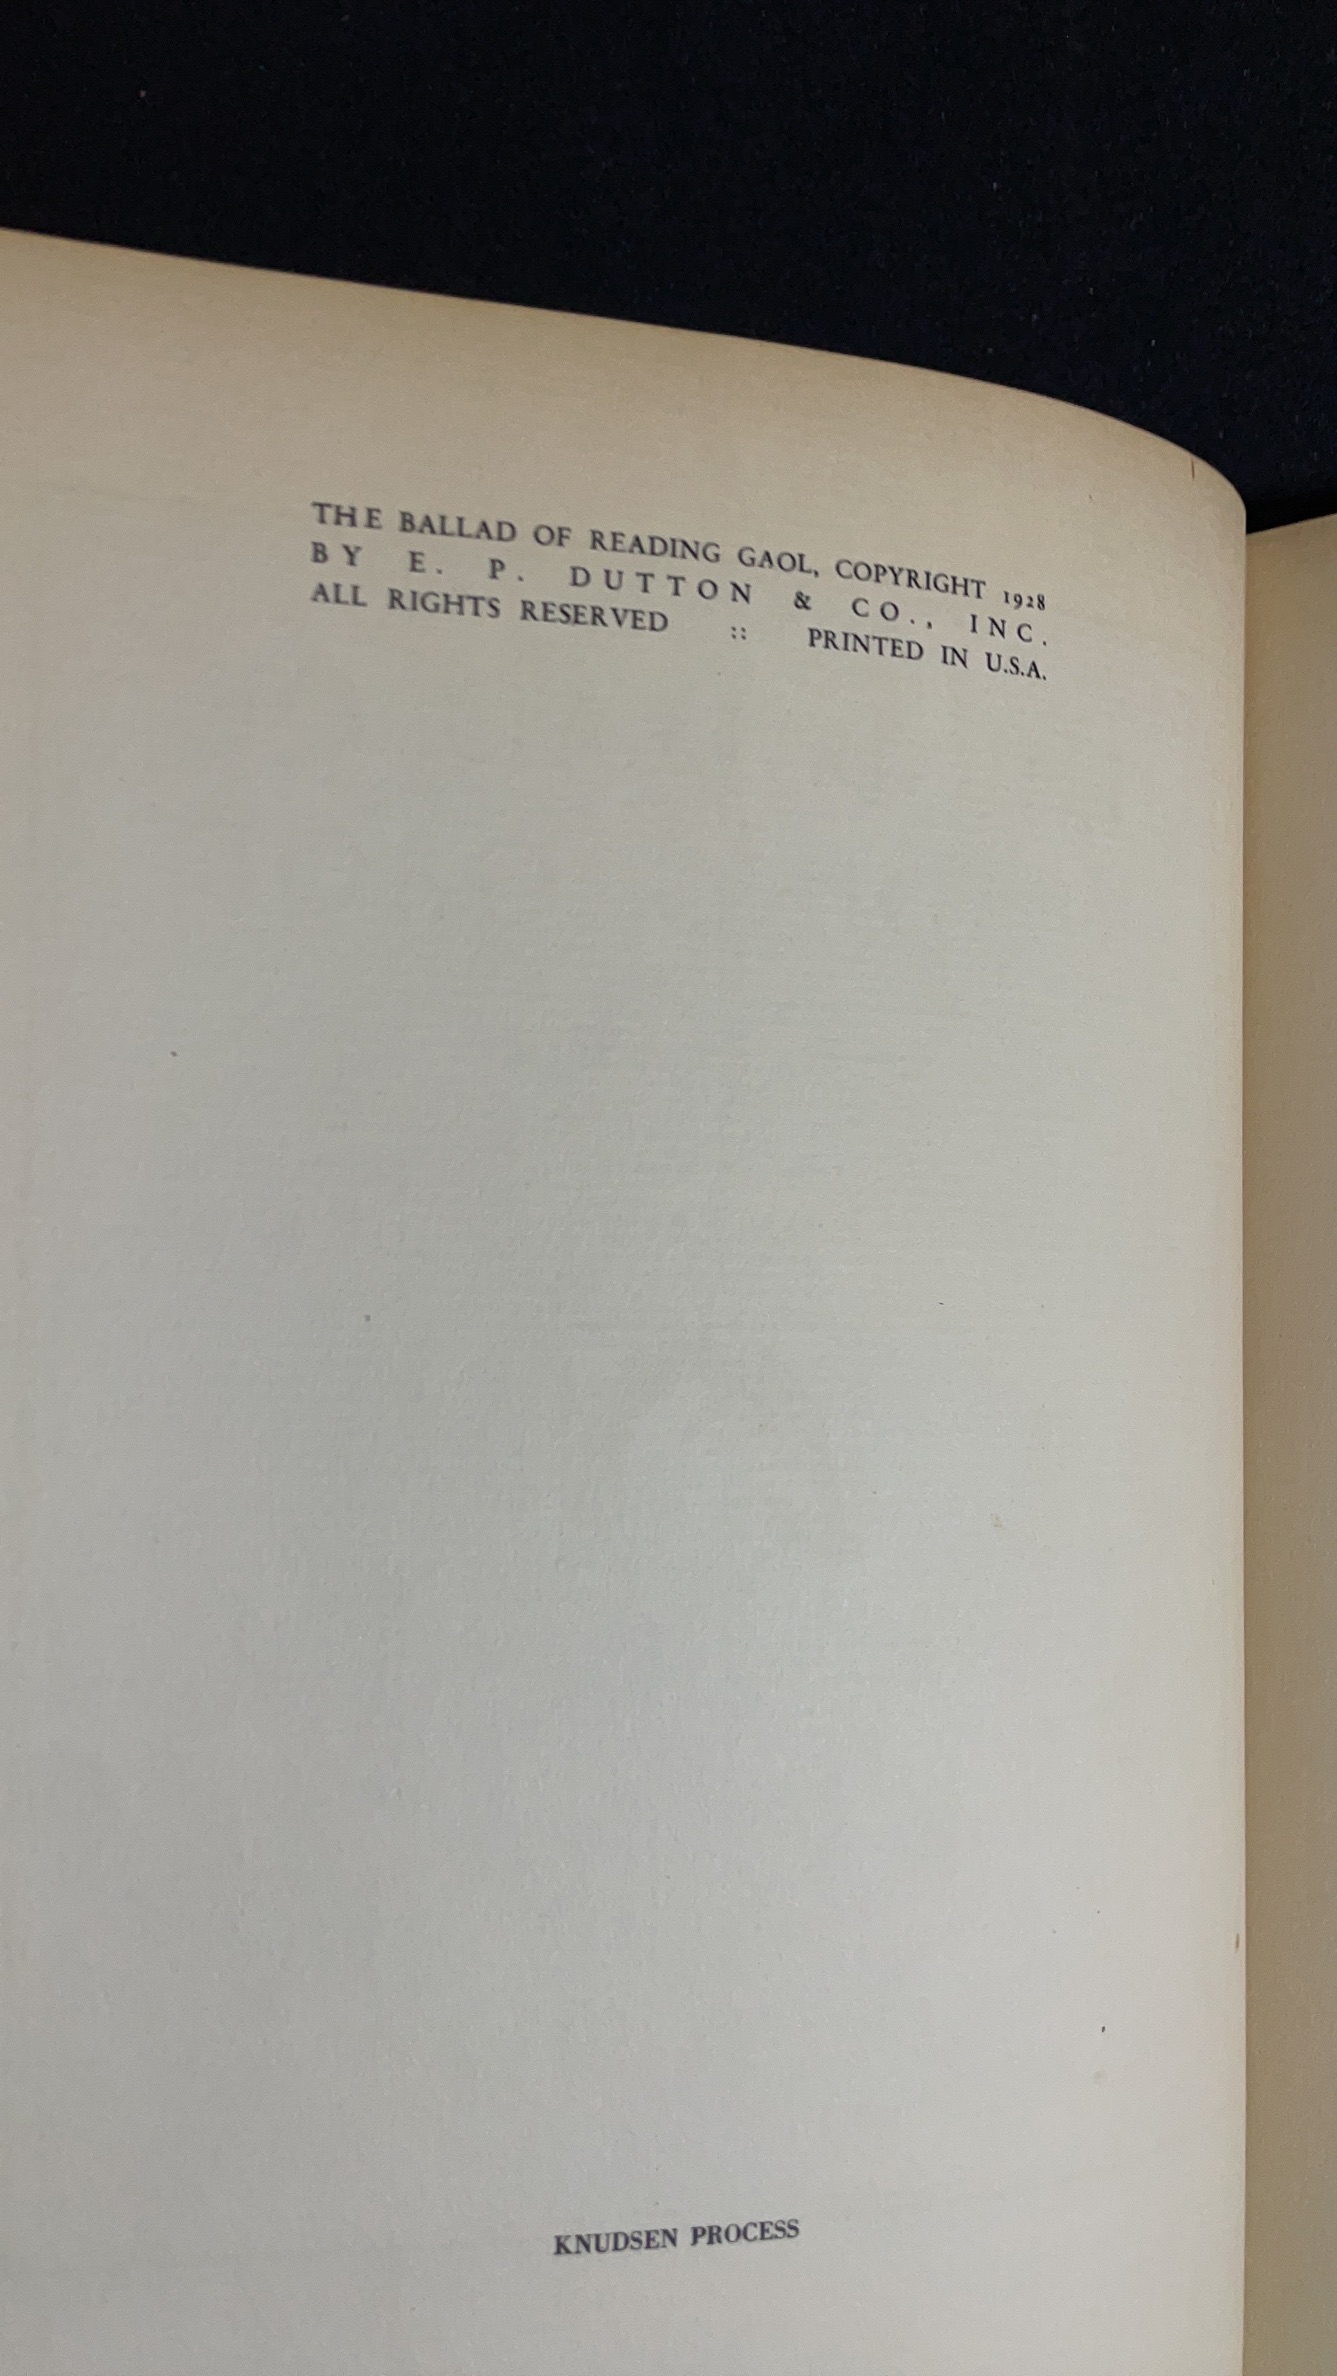 THE BALLAD OF READING GAOL, COPYRIGHT 1928
BY E. P. DUTTON & CO., INC.
ALL RIGHTS RESERVED :: PRINTED IN U.S.A.
KNUDSEN PROCESS